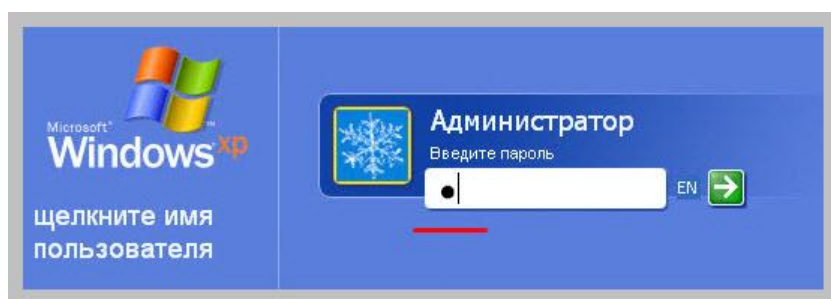 Microsoft
Windows xp
щелкните имя
пользователя
Администратор
Введите пароль
EN